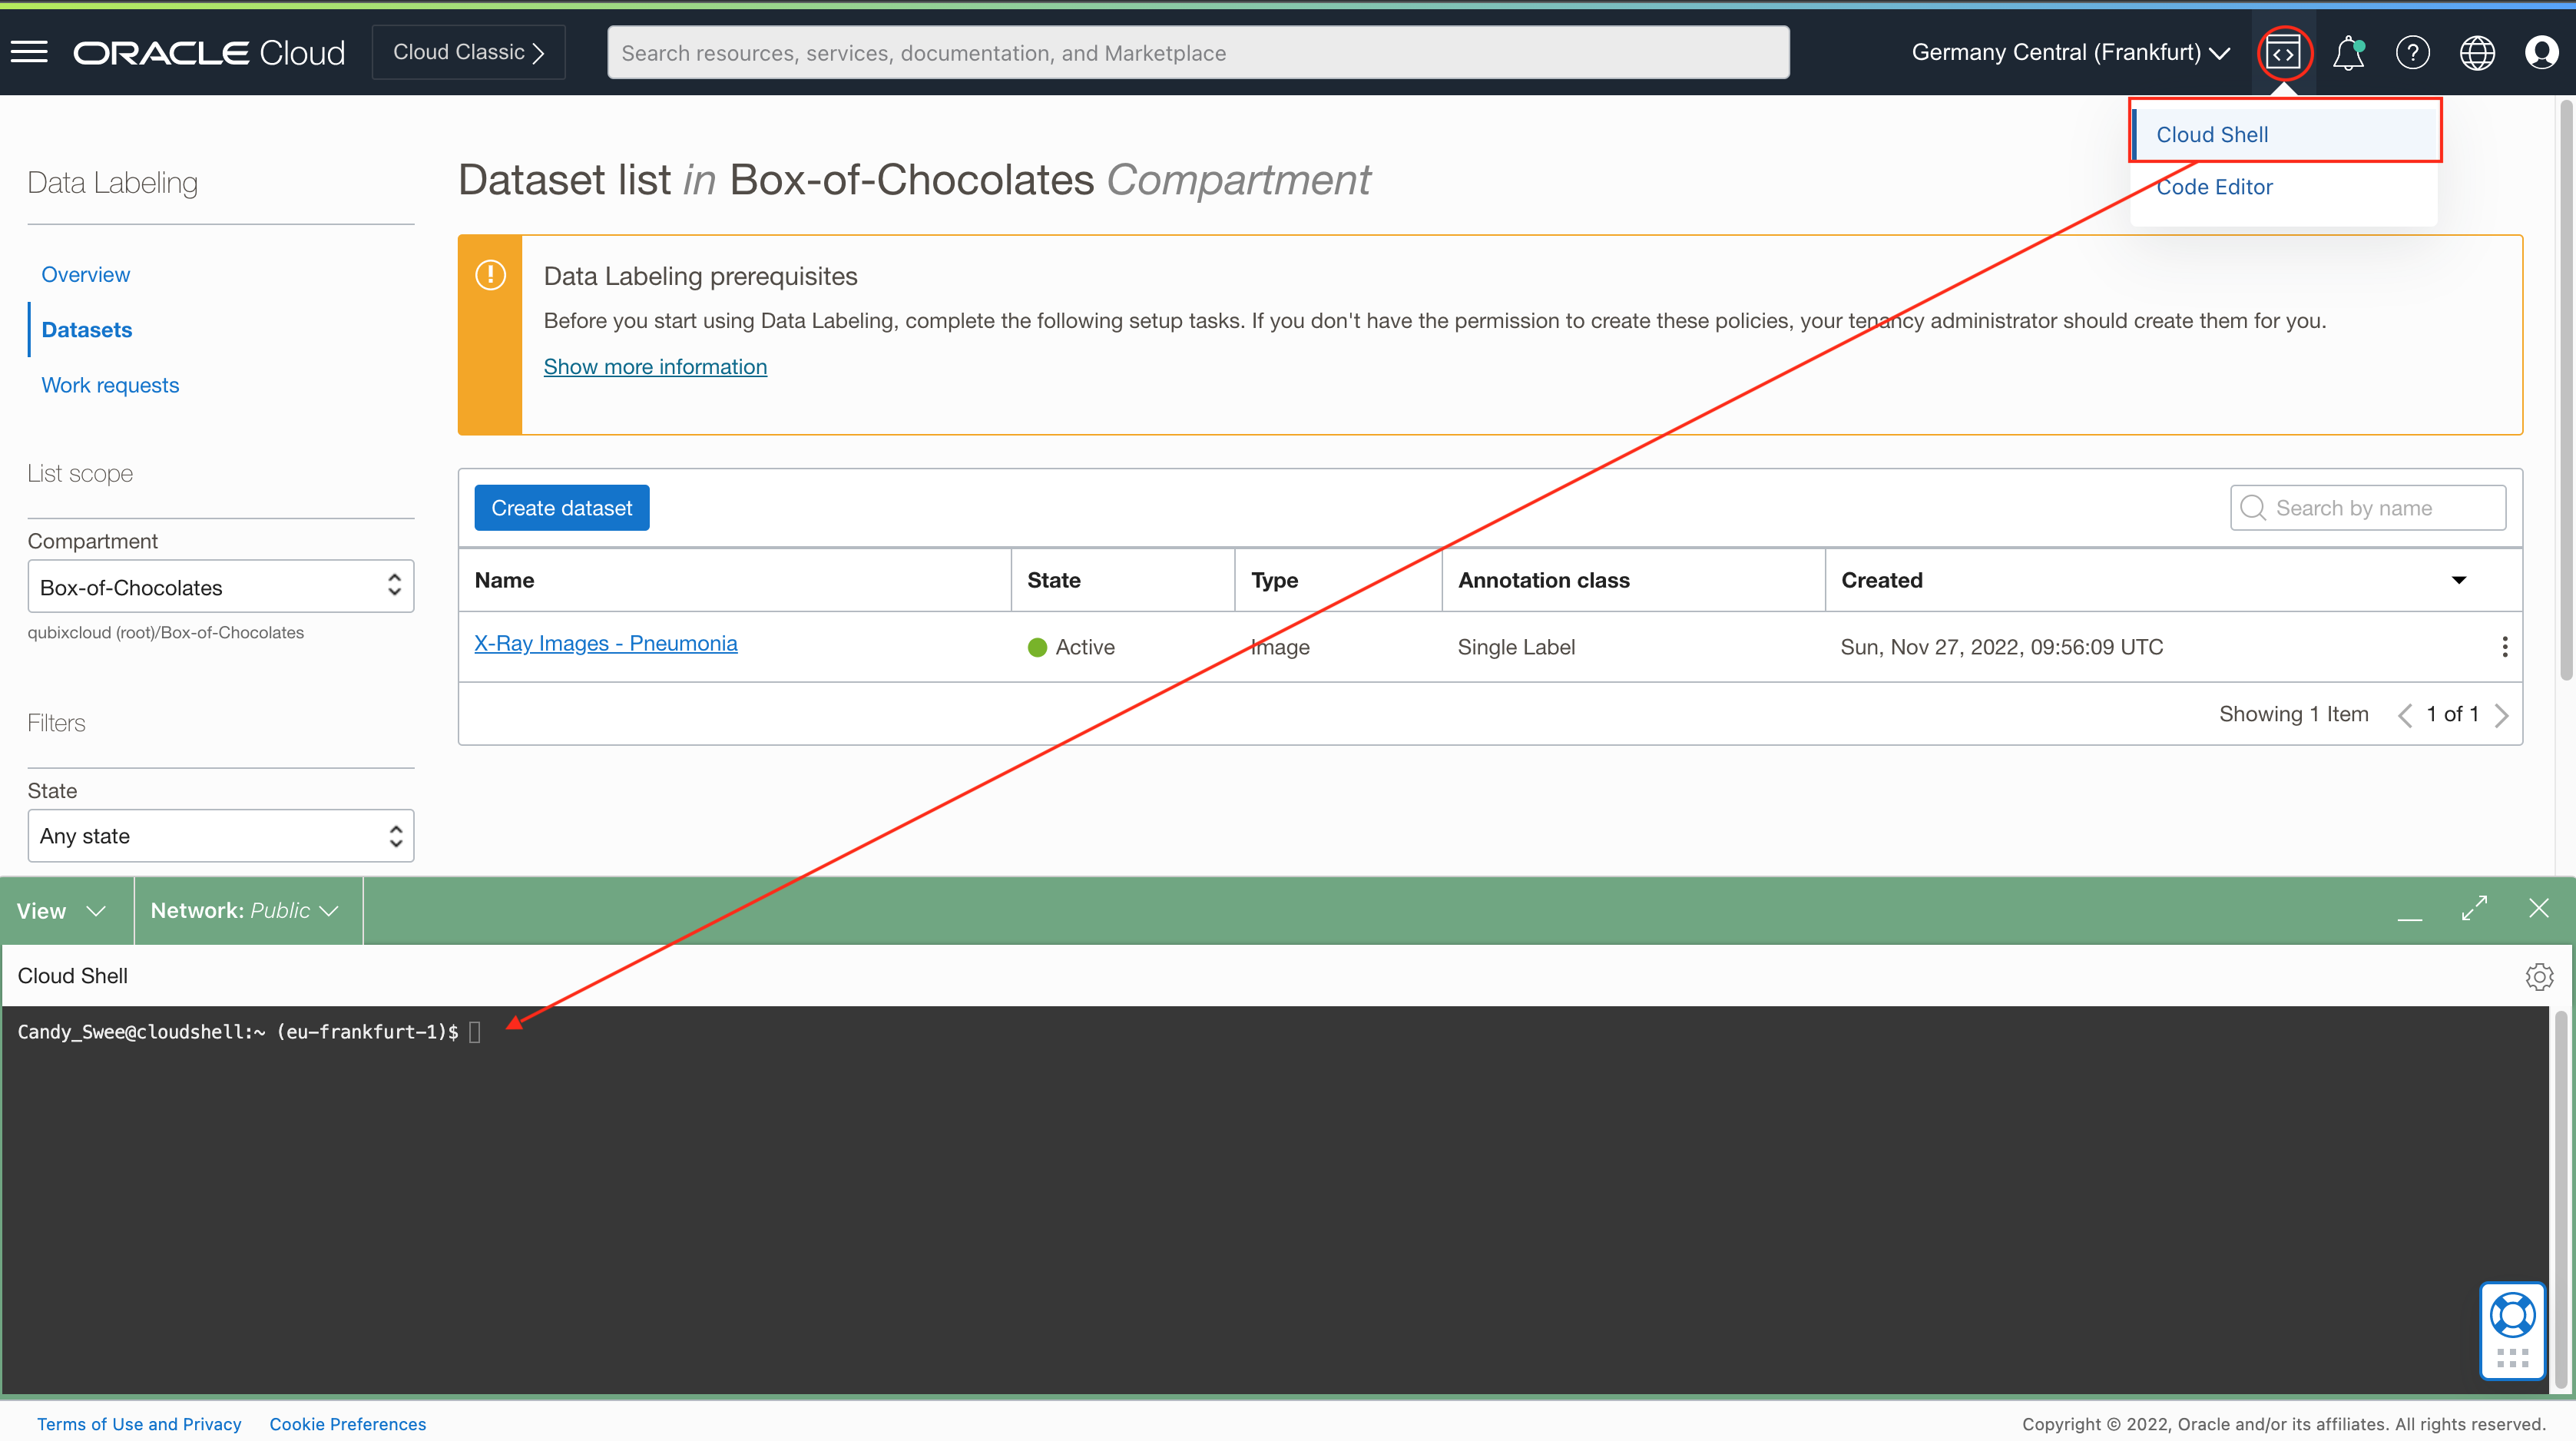 ORACLE Cloud
Cloud Classic
Search resources, services, documentation, and Marketplace
Germany Central (Frankfurt)
Cloud Shell
Code Editor
Data Labeling
Overview
Datasets
Work requests
List scope
Compartment
Box-of-Chocolates
qubixcloud (root)/Box-of-Chocolates
Filters
State
Any state
Dataset list in Box-of-Chocolates Compartment
Data Labeling prerequisites
Before you start using Data Labeling, complete the following setup tasks. If you don't have the permission to create these policies, your tenancy administrator should create them for you.
Show more information
Create dataset
Search by name
Name State Type Annotation class Created
X-Ray Images - Pneumonia Active Image Single Label Sun, Nov 27, 2022, 09:56:09 UTC
Showing 1 Item 1 of 1
View Network: Public
Cloud Shell
Candy_Swee@cloudshell:~ (eu-frankfurt-1)$
Terms of Use and Privacy Cookie Preferences
Copyright © 2022, Oracle and/or its affiliates. All rights reserved.